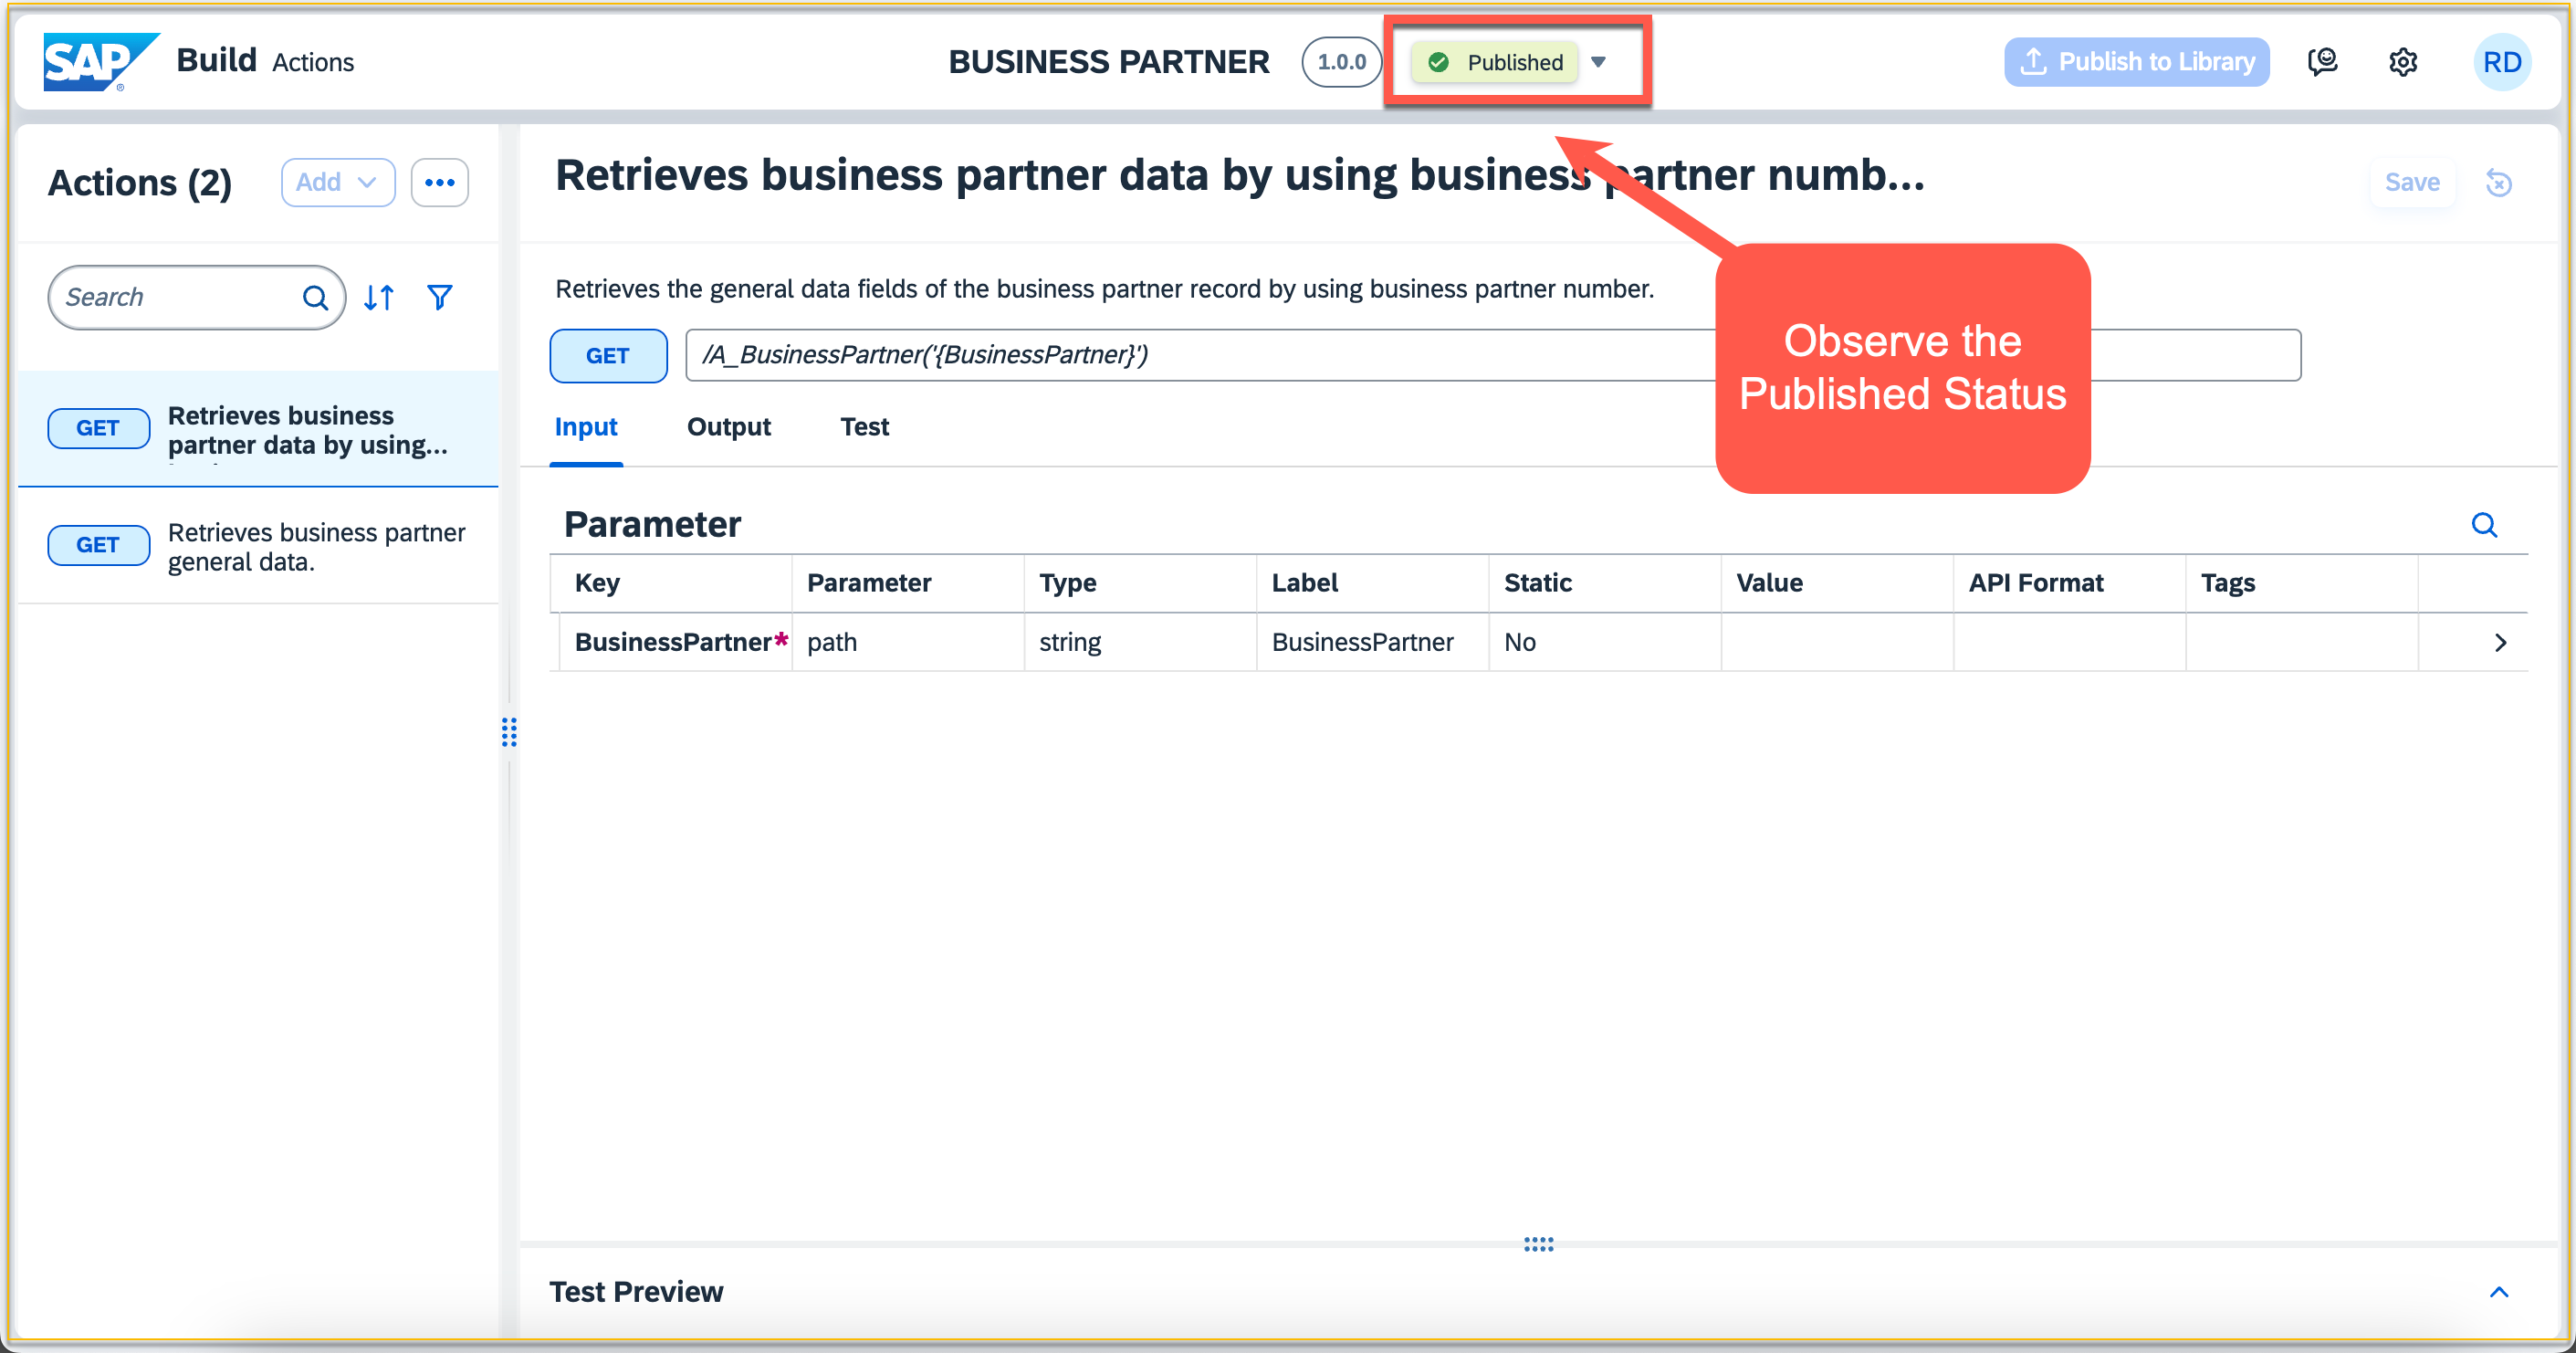 SAP Build Actions
BUSINESS PARTNER 1.0.0 Published Publish to Library RD
Actions (2) Add
Search
GET Retrieves business
partner data by using...
GET Retrieves business partner
general data.
Retrieves business partner data by using business partner numb...
Save
Retrieves the general data fields of the business partner record by using business partner number.
GET /A_BusinessPartner('{BusinessPartner}')
Observe the
Published Status
Input Output Test
Parameter
Key Parameter Type Label Static Value API Format Tags
BusinessPartner* path string BusinessPartner No
Test Preview